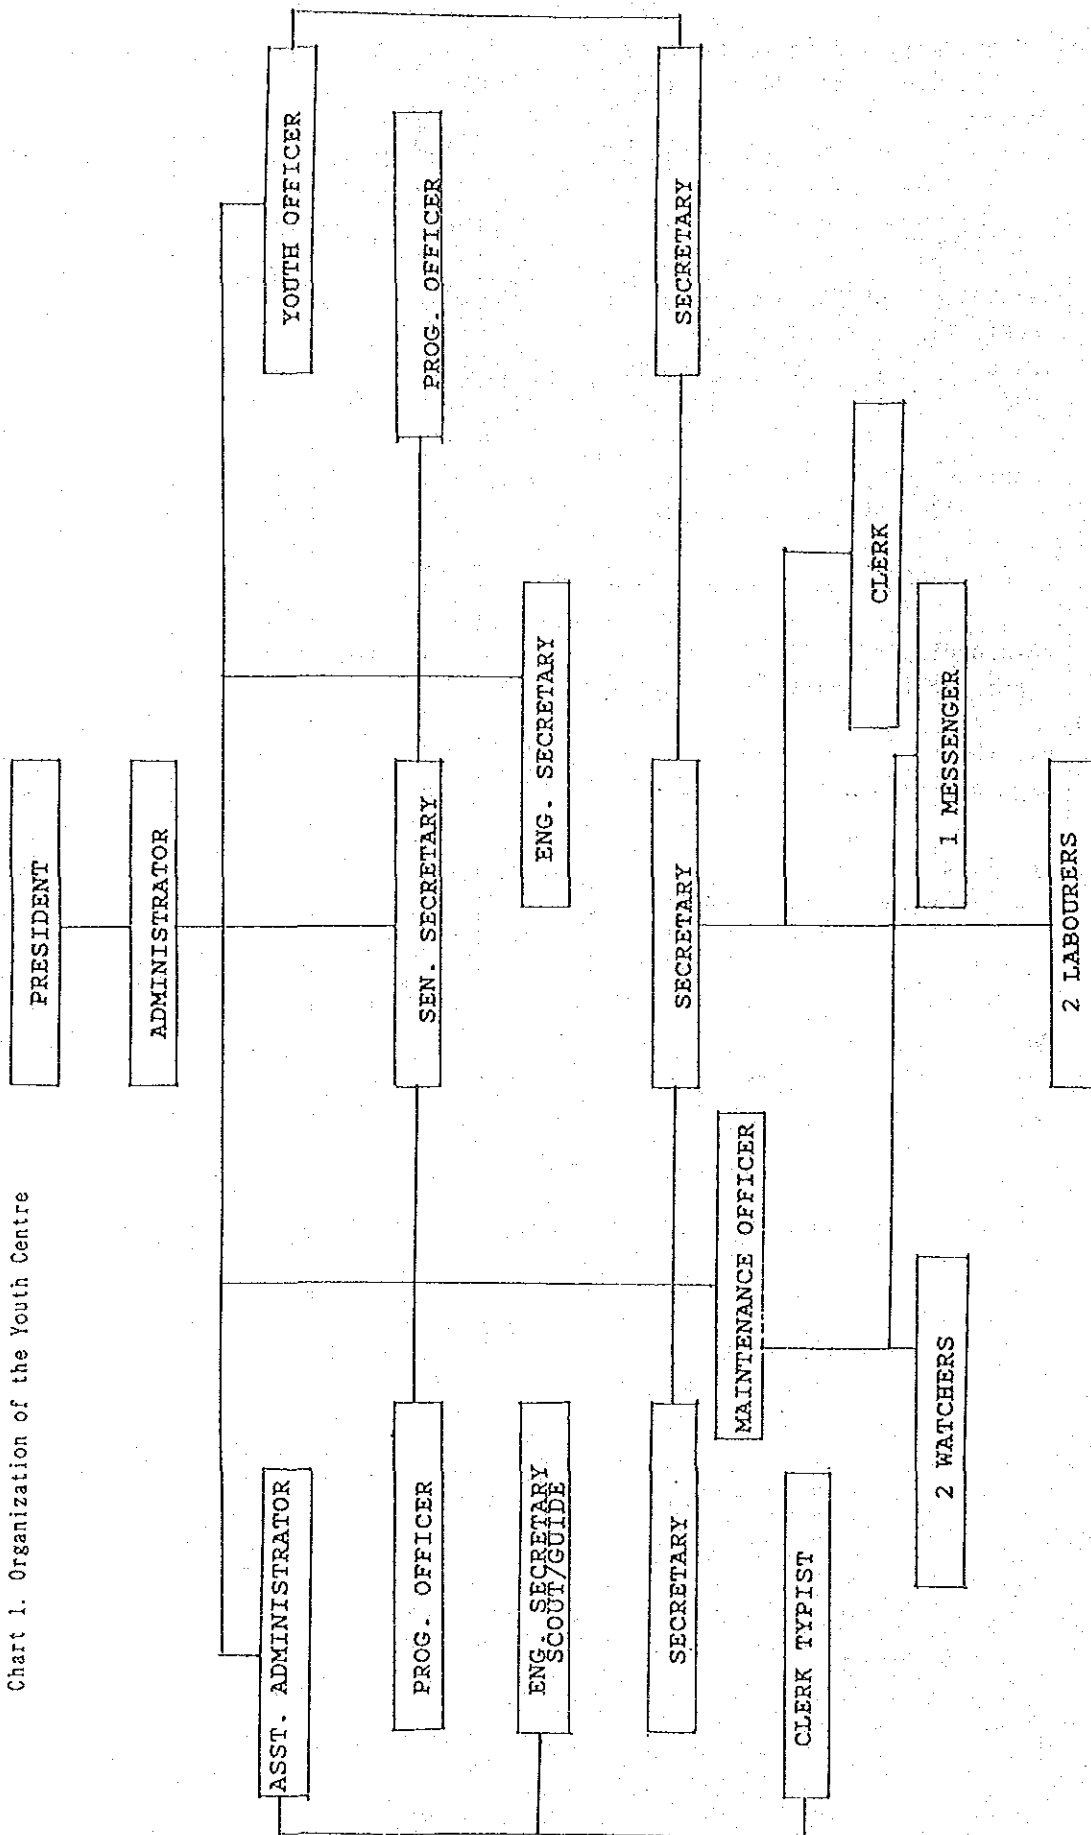 Chart 1. Organization of the Youth Centre
PRESIDENT
ADMINISTRATOR
ASST. ADMINISTRATOR
YOUTH OFFICER
PROG. OFFICER
SEN. SECRETARY
PROG. OFFICER
ENG. SECRETARY
SCOUT/GUIDE
ENG. SECRETARY
SECRETARY
SECRETARY
SECRETARY
MAINTENANCE OFFICER
CLERK TYPIST
CLERK
2 WATCHERS
1 MESSENGER
2 LABOURERS